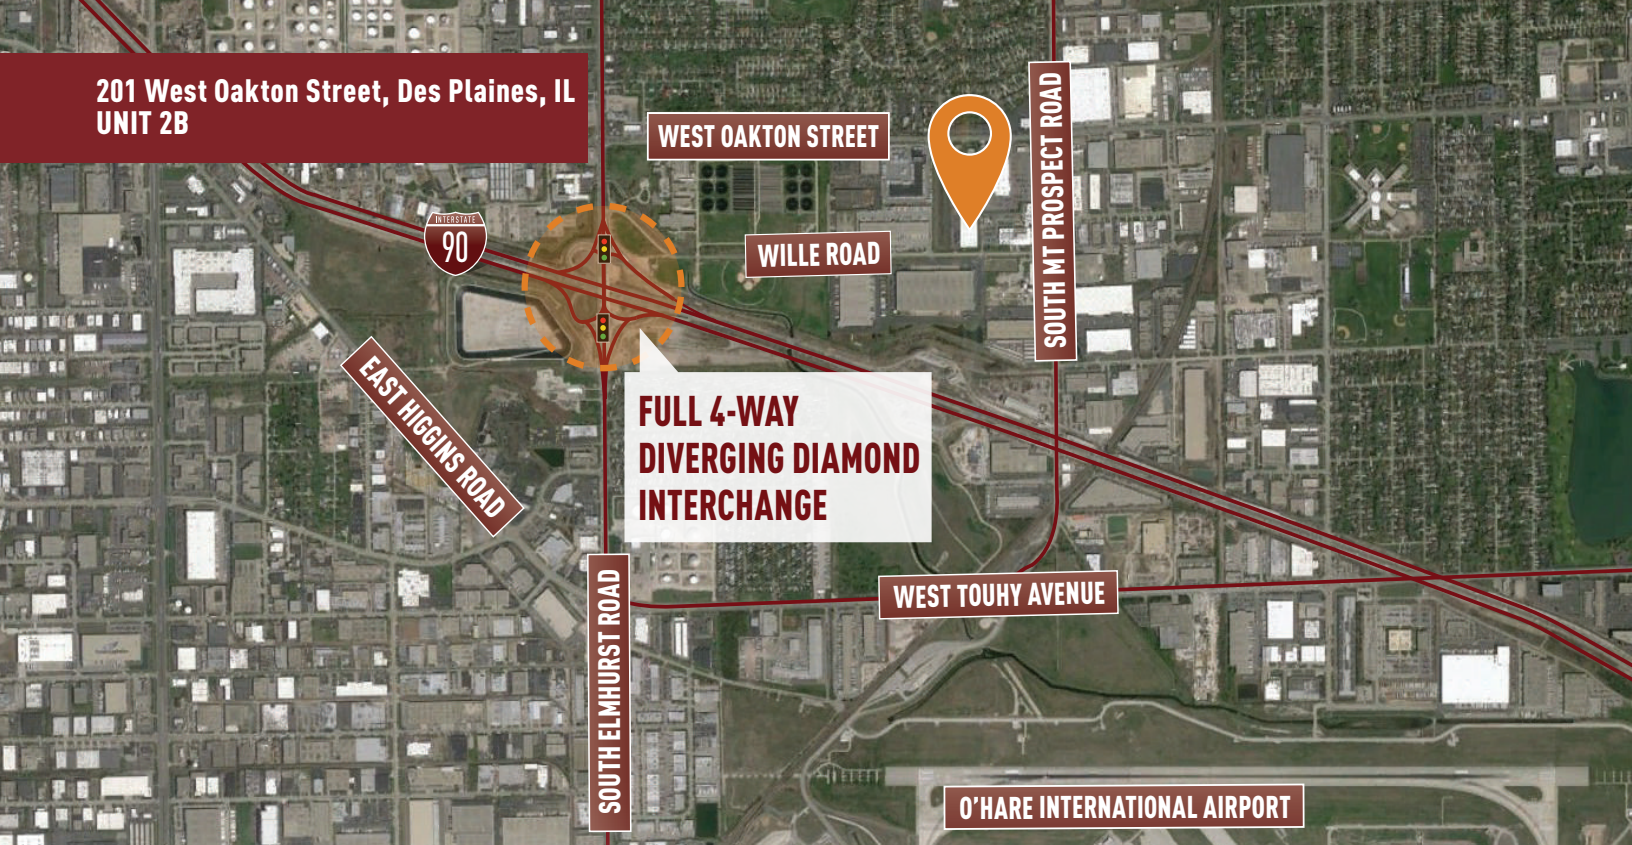 201 West Oakton Street, Des Plaines, IL
UNIT 2B
WEST OAKTON STREET
SOUTH MT PROSPECT ROAD
INTERSTATE
90
WILLE ROAD
EAST HIGGINS ROAD
FULL 4-WAY
DIVERGING DIAMOND
INTERCHANGE
SOUTH ELMHURST ROAD
WEST TOUHY AVENUE
O'HARE INTERNATIONAL AIRPORT